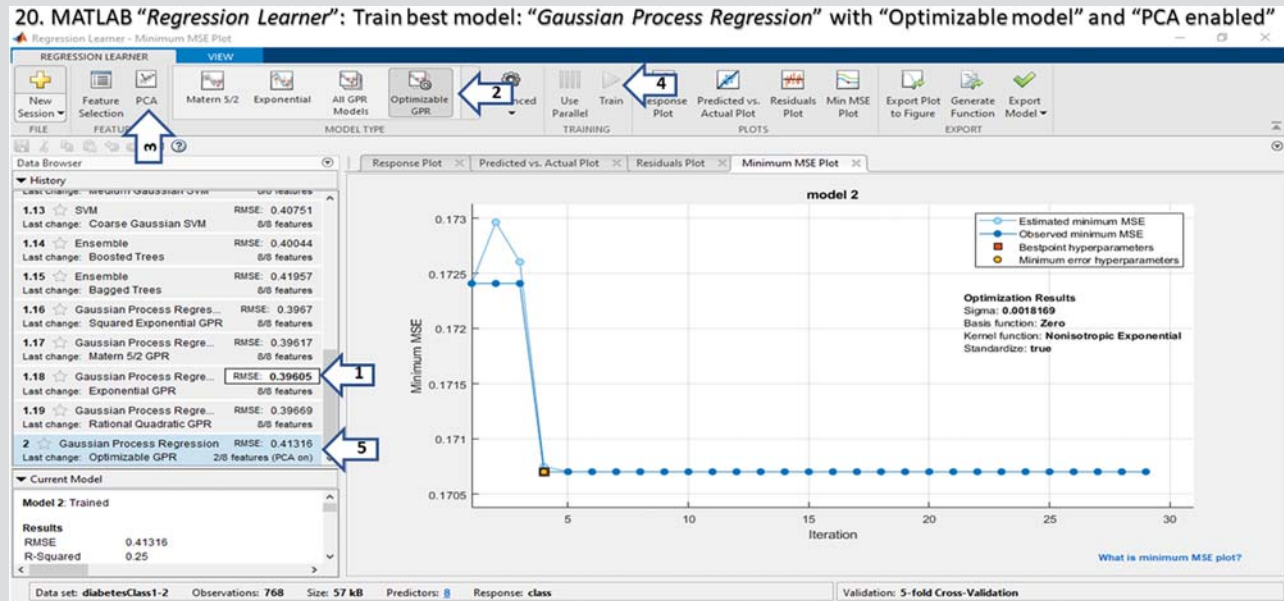 20. MATLAB “Regression Learner”: Train best model: “Gaussian Process Regression” with “Optimizable model” and “PCA enabled”
Regression Learner - Minimum MSE Plot
REGRESSION LEARNER VIEW
New Session
Feature Selection
PCA
Matern 5/2
Exponential
All GPR Models
Optimizable GPR
2
Use Parallel
Train
4
Response Plot
Predicted vs. Actual Plot
Residuals Plot
Min MSE Plot
Export Plot to Figure
Generate Function
Export Model
FILE
MODEL TYPE
TRAINING
PLOTS
EXPORT
3
Data Browser
Response Plot
Predicted vs. Actual Plot
Residuals Plot
Minimum MSE Plot
History
Last change: Medium Gaussian SVM 8/8 features
1.13 SVM RMSE: 0.40751
Last change: Coarse Gaussian SVM 8/8 features
1.14 Ensemble RMSE: 0.40044
Last change: Boosted Trees 8/8 features
1.15 Ensemble RMSE: 0.41957
Last change: Bagged Trees 8/8 features
1.16 Gaussian Process Regres... RMSE: 0.3967
Last change: Squared Exponential GPR 8/8 features
1.17 Gaussian Process Regre... RMSE: 0.39617
Last change: Matern 5/2 GPR 8/8 features
1.18 Gaussian Process Regre... RMSE: 0.39605
1
Last change: Exponential GPR 8/8 features
1.19 Gaussian Process Regre... RMSE: 0.39669
Last change: Rational Quadratic GPR 8/8 features
2 Gaussian Process Regression RMSE: 0.41316
5
Last change: Optimizable GPR 2/8 features (PCA on)
Current Model
Model 2: Trained
Results
RMSE 0.41316
R-Squared 0.25
model 2
0.173
0.1725
0.172
0.1715
0.171
0.1705
Minimum MSE
Estimated minimum MSE
Observed minimum MSE
Bestpoint hyperparameters
Minimum error hyperparameters
Optimization Results
Sigma: 0.0018169
Basis function: Zero
Kernel function: Nonisotropic Exponential
Standardize: true
5 10 15 20 25 30
Iteration
What is minimum MSE plot?
Data set: diabetesClass1-2 Observations: 768 Size: 57 kB Predictors: 8 Response: class Validation: 5-fold Cross-Validation